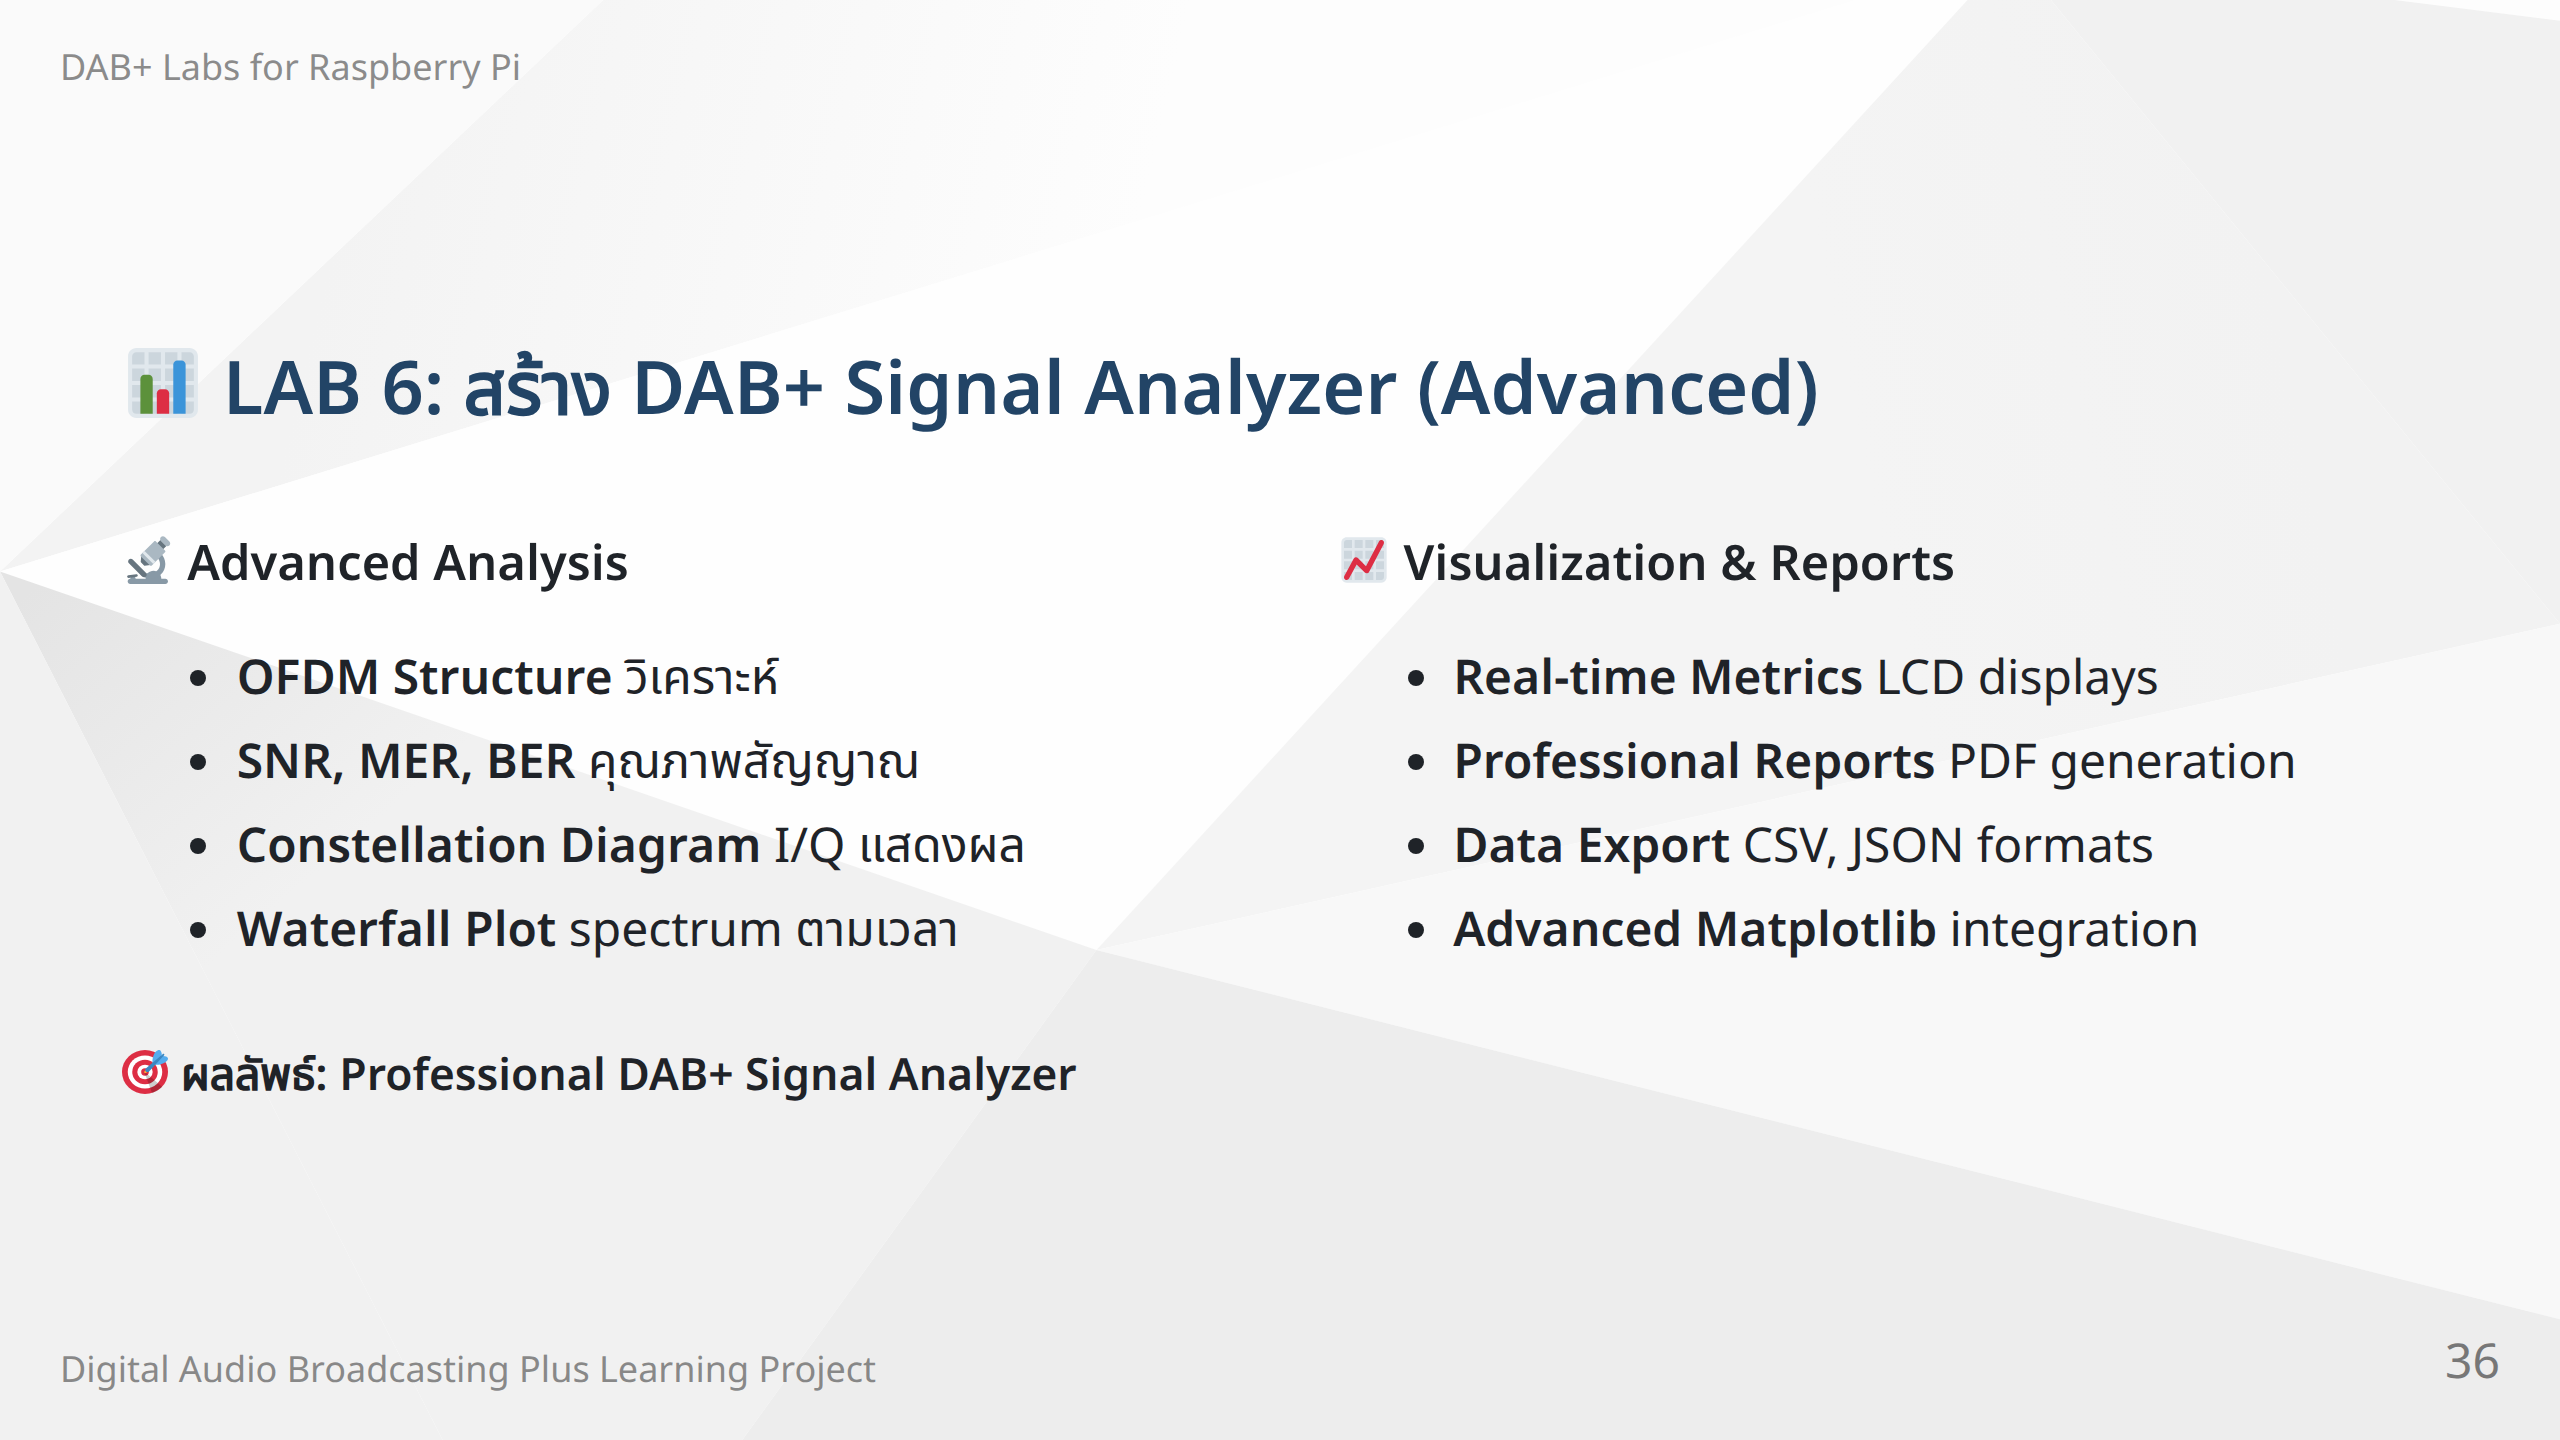 DAB+ Labs for Raspberry Pi
📊 LAB 6: สร้าง DAB+ Signal Analyzer (Advanced)
🔬 Advanced Analysis
• OFDM Structure วิเคราะห์
• SNR, MER, BER คุณภาพสัญญาณ
• Constellation Diagram I/Q แสดงผล
• Waterfall Plot spectrum ตามเวลา
📈 Visualization & Reports
• Real-time Metrics LCD displays
• Professional Reports PDF generation
• Data Export CSV, JSON formats
• Advanced Matplotlib integration
🎯 ผลลัพธ์: Professional DAB+ Signal Analyzer
Digital Audio Broadcasting Plus Learning Project
36